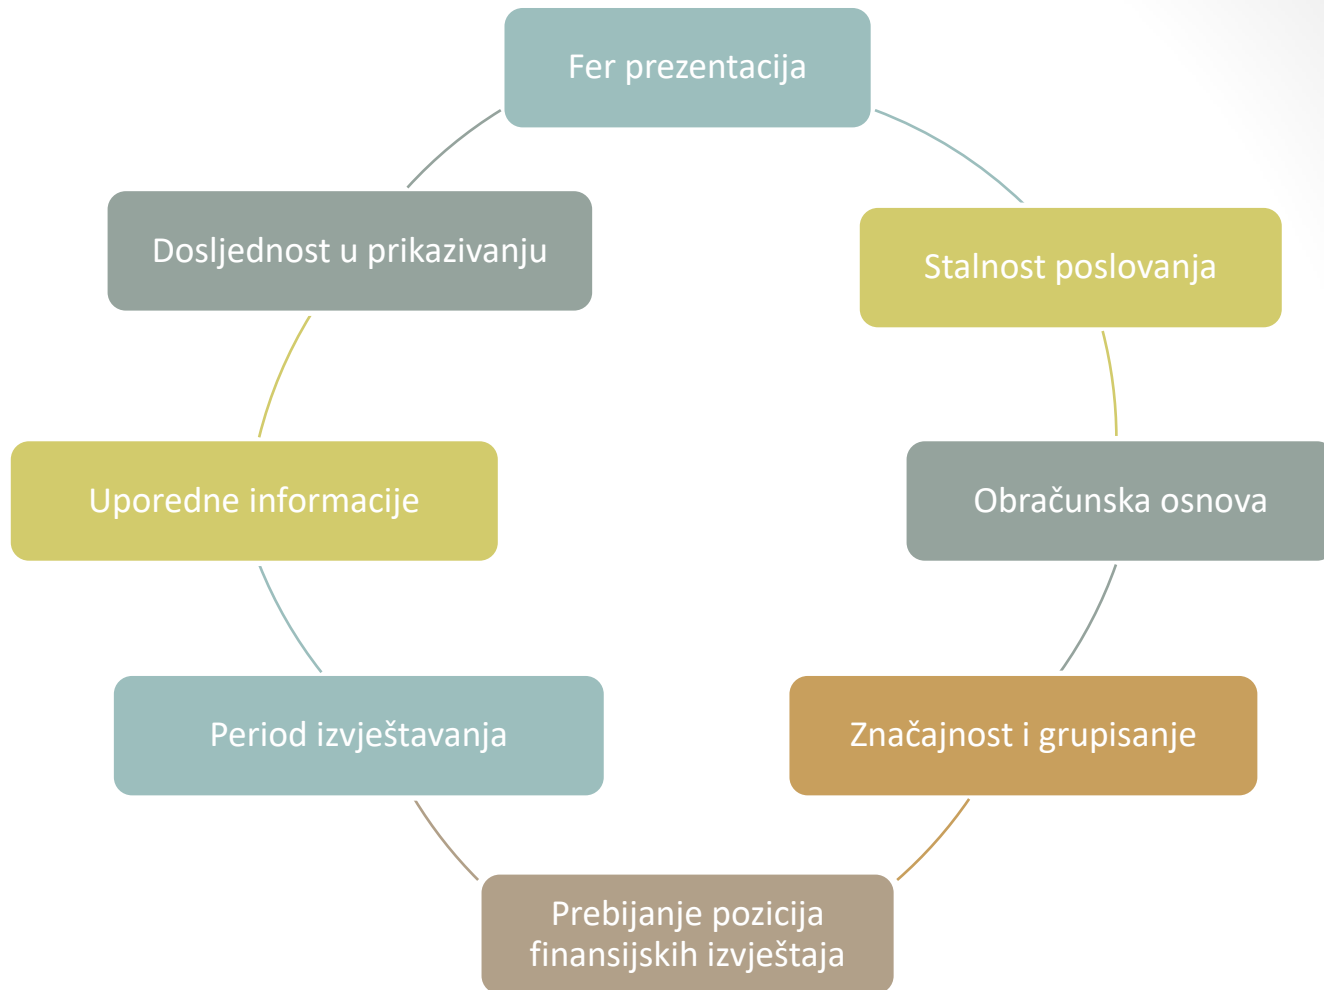 Fer prezentacija
Dosljednost u prikazivanju
Stalnost poslovanja
Uporedne informacije
Obračunska osnova
Period izvještavanja
Značajnost i grupisanje
Prebijanje pozicija
finansijskih izvještaja